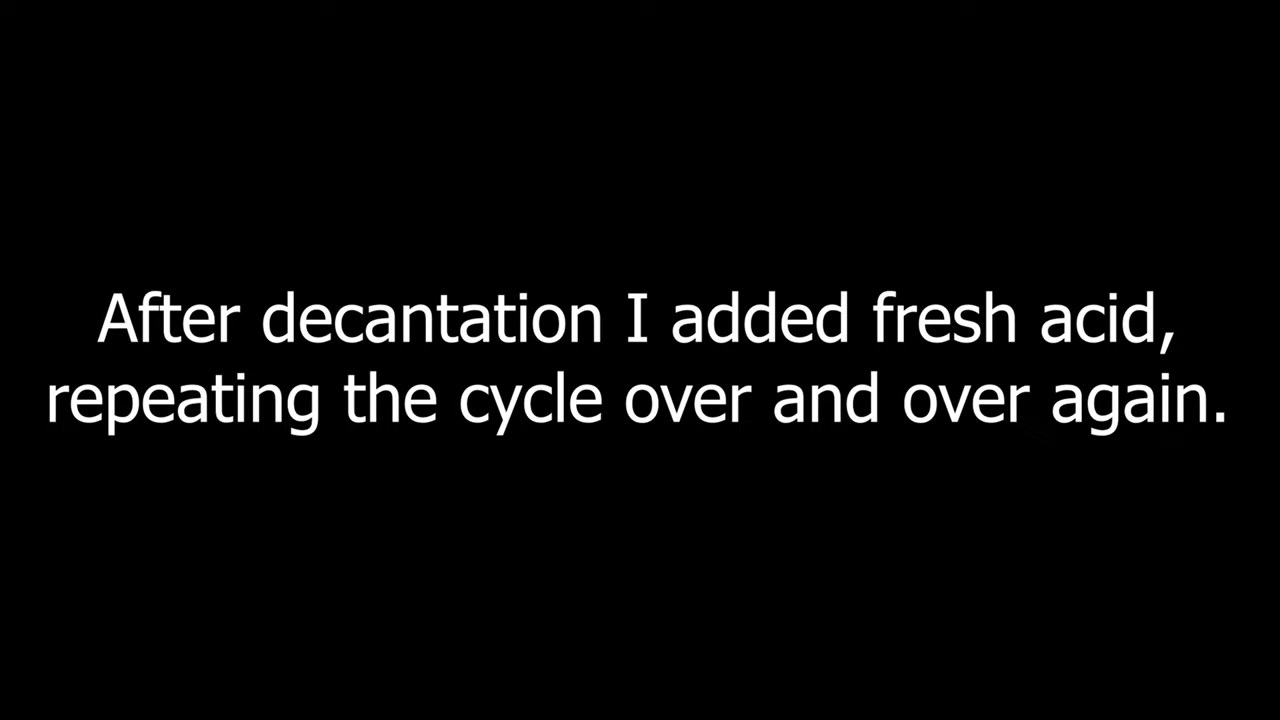 After decantation I added fresh acid,
repeating the cycle over and over again.